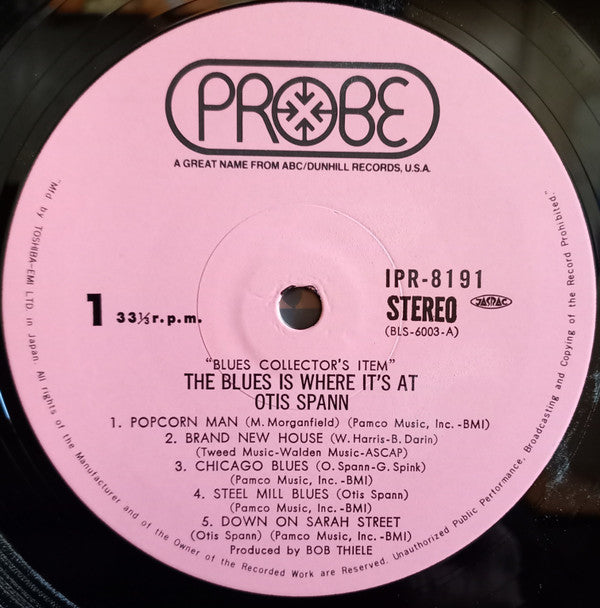 PROBE
A GREAT NAME FROM ABC/DUNHILL RECORDS, U.S.A.
IPR-8191
1 33⅓ r.p.m. STEREO JASRAC
(BLS-6003-A)
"BLUES COLLECTOR'S ITEM"
THE BLUES IS WHERE IT'S AT
OTIS SPANN
1. POPCORN MAN (M. Morganfield) (Pamco Music, Inc.-BMI)
2. BRAND NEW HOUSE (W. Harris-B. Darin)
(Tweed Music-Walden Music-ASCAP)
3. CHICAGO BLUES (O. Spann-G. Spink)
(Pamco Music, Inc.-BMI)
4. STEEL MILL BLUES (Otis Spann)
(Pamco Music, Inc.-BMI)
5. DOWN ON SARAH STREET
(Otis Spann) (Pamco Music, Inc.-BMI)
Produced by BOB THIELE
"Mfd by TOSHIBA-EMI LTD. in Japan. All rights of the Manufacturer and of the Owner of the Recorded Work are Reserved. Unauthorized Public Performance, Broadcasting and Copying of the Record Prohibited."